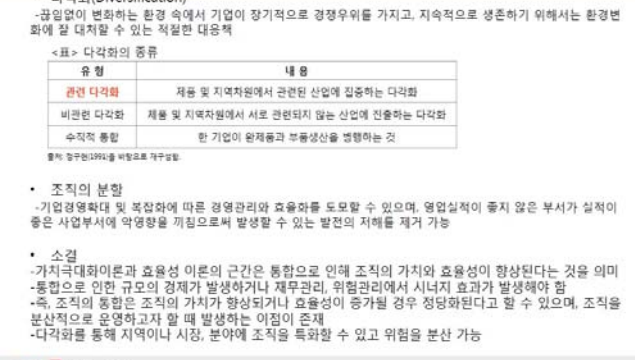 (Diversification)
-끊임없이 변화하는 환경 속에서 기업이 장기적으로 경쟁우위를 가지고, 지속적으로 생존하기 위해서는 환경변
화에 잘 대처할 수 있는 적절한 대응책
<표> 다각화의 종류
유 형 내 용
관련 다각화 제품 및 지역차원에서 관련된 산업에 집중하는 다각화
비관련 다각화 제품 및 지역차원에서 서로 관련되지 않는 산업에 진출하는 다각화
수직적 통합 한 기업이 완제품과 부품생산을 병행하는 것
출처: 정구현(1991)을 바탕으로 재구성함.
• 조직의 분할
-기업경영확대 및 복잡화에 따른 경영관리와 효율화를 도모할 수 있으며, 영업실적이 좋지 않은 부서가 실적이
좋은 사업부서에 악영향을 끼침으로써 발생할 수 있는 발전의 저해를 제거 가능
• 소결
-가치극대화이론과 효율성 이론의 근간은 통합으로 인해 조직의 가치와 효율성이 향상된다는 것을 의미
-통합으로 인한 규모의 경제가 발생하거나 재무관리, 위험관리에서 시너지 효과가 발생해야 함
-즉, 조직의 통합은 조직의 가치가 향상되거나 효율성이 증가될 경우 정당화된다고 할 수 있으며, 조직을
분산적으로 운영하고자 할 때 발생하는 이점이 존재
-다각화를 통해 지역이나 시장, 분야에 조직을 특화할 수 있고 위험을 분산 가능